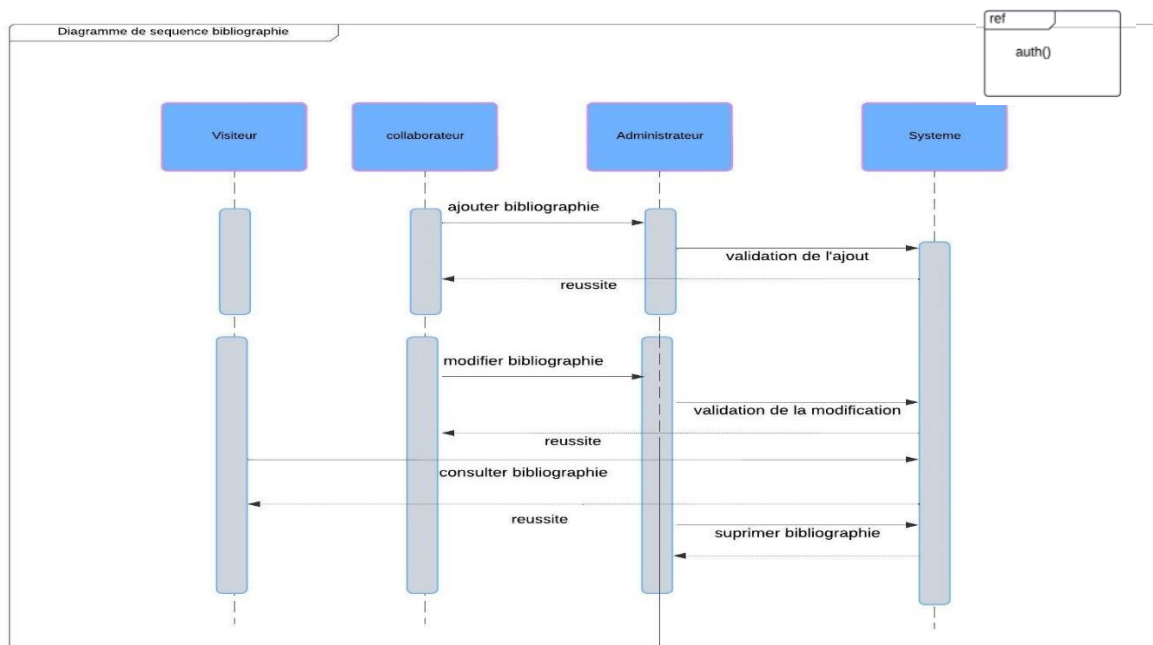 ref
Diagramme de sequence bibliographie
auth()
Visiteur
collaborateur
Administrateur
Systeme
ajouter bibliographie
validation de l'ajout
reussite
modifier bibliographie
validation de la modification
reussite
consulter bibliographie
reussite
suprimer bibliographie